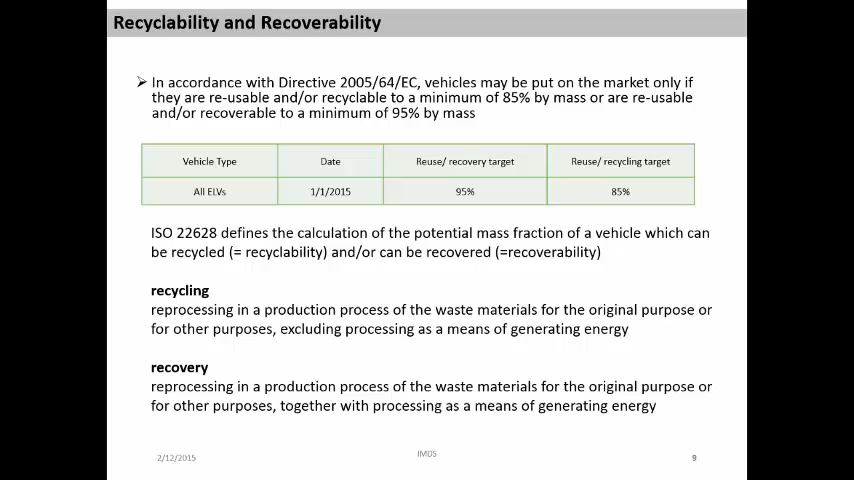 Recyclability and Recoverability
➢ In accordance with Directive 2005/64/EC, vehicles may be put on the market only if
they are re-usable and/or recyclable to a minimum of 85% by mass or are re-usable
and/or recoverable to a minimum of 95% by mass
Vehicle Type Date Reuse/ recovery target Reuse/ recycling target
All ELVs 1/1/2015 95% 85%
ISO 22628 defines the calculation of the potential mass fraction of a vehicle which can
be recycled (= recyclability) and/or can be recovered (=recoverability)
recycling
reprocessing in a production process of the waste materials for the original purpose or
for other purposes, excluding processing as a means of generating energy
recovery
reprocessing in a production process of the waste materials for the original purpose or
for other purposes, together with processing as a means of generating energy
2/12/2015 IMDS 9